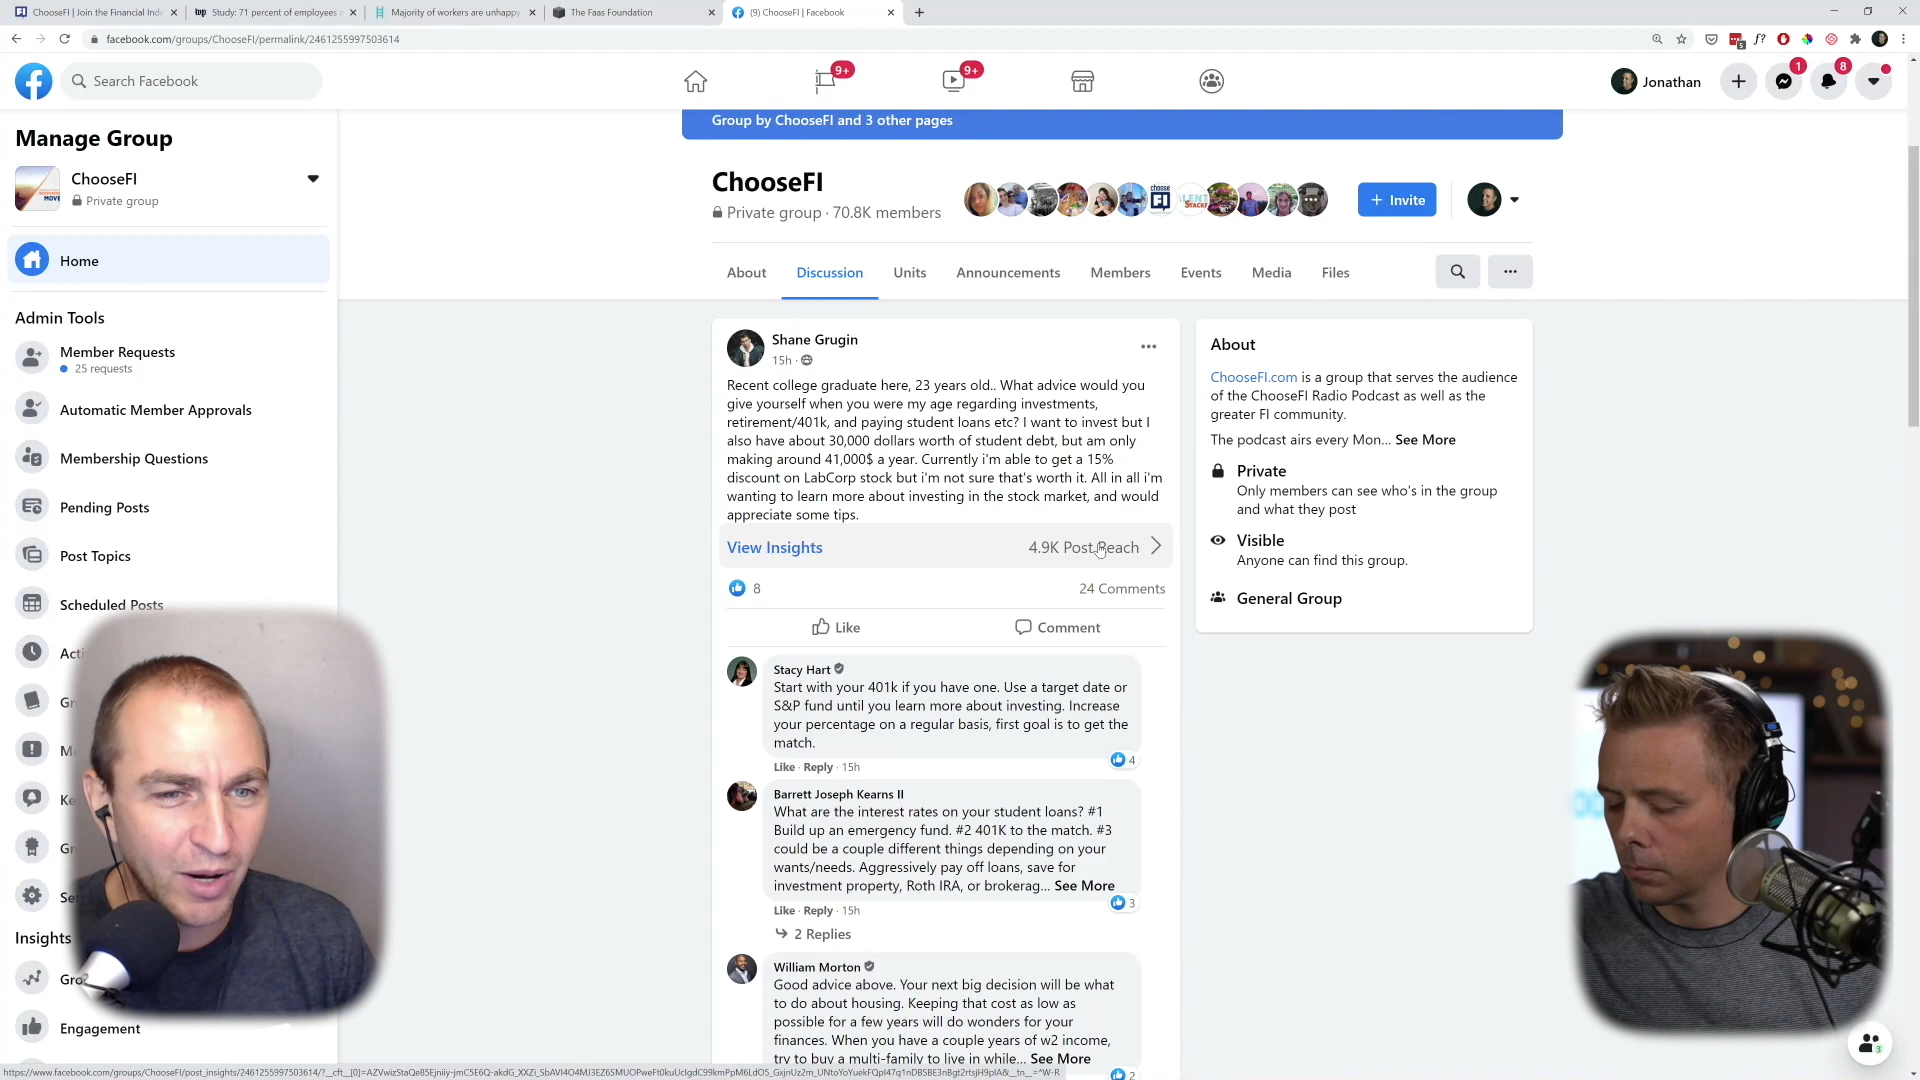 ChooseFI | Join the Financial Inde
Study: 71 percent of employees a
Majority of workers are unhappy
The Faas Foundation
(9) ChooseFI | Facebook
facebook.com/groups/ChooseFI/permalink/2461255997503614
Search Facebook
9+
9+
Jonathan
1
8
Manage Group
ChooseFI
Private group
Home
Admin Tools
Member Requests
25 requests
Automatic Member Approvals
Membership Questions
Pending Posts
Post Topics
Scheduled Posts
Insights
Engagement
Group by ChooseFI and 3 other pages
ChooseFI
Private group · 70.8K members
+ Invite
About
Discussion
Units
Announcements
Members
Events
Media
Files
Shane Grugin
15h ·
Recent college graduate here, 23 years old.. What advice would you
give yourself when you were my age regarding investments,
retirement/401k, and paying student loans etc? I want to invest but I
also have about 30,000 dollars worth of student debt, but am only
making around 41,000$ a year. Currently i'm able to get a 15%
discount on LabCorp stock but i'm not sure that's worth it. All in all i'm
wanting to learn more about investing in the stock market, and would
appreciate some tips.
View Insights
4.9K Post Reach
8
24 Comments
Like
Comment
Stacy Hart
Start with your 401k if you have one. Use a target date or
S&P fund until you learn more about investing. Increase
your percentage on a regular basis, first goal is to get the
match.
4
Like · Reply · 15h
Barrett Joseph Kearns II
What are the interest rates on your student loans? #1
Build up an emergency fund. #2 401K to the match. #3
could be a couple different things depending on your
wants/needs. Aggressively pay off loans, save for
investment property, Roth IRA, or brokerag... See More
3
Like · Reply · 15h
2 Replies
William Morton
Good advice above. Your next big decision will be what
to do about housing. Keeping that cost as low as
possible for a few years will do wonders for your
finances. When you have a couple years of w2 income,
try to buy a multi-family to live in while... See More
2
About
ChooseFI.com is a group that serves the audience
of the ChooseFI Radio Podcast as well as the
greater FI community.
The podcast airs every Mon... See More
Private
Only members can see who's in the group
and what they post
Visible
Anyone can find this group.
General Group